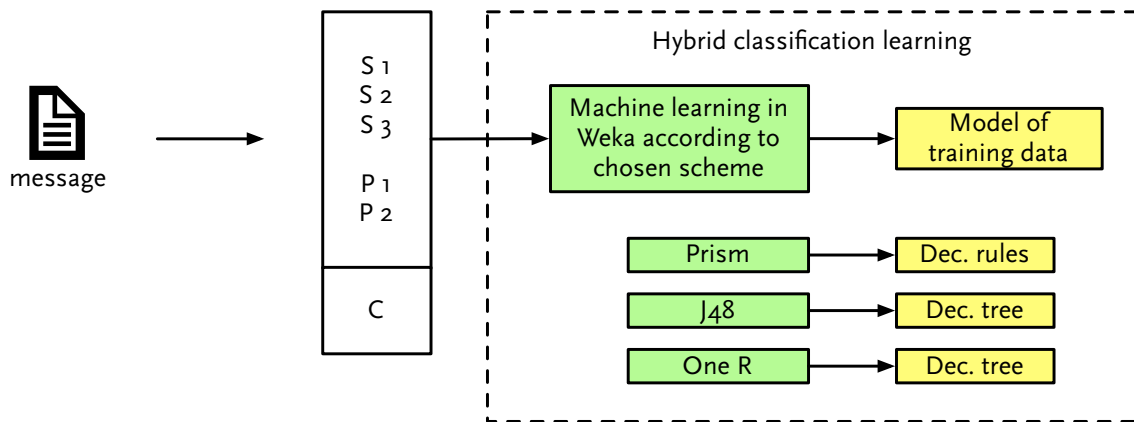 Hybrid classification learning
message
S 1
S 2
S 3
P 1
P 2
C
Machine learning in
Weka according to
chosen scheme
Model of
training data
Prism
Dec. rules
J48
Dec. tree
One R
Dec. tree